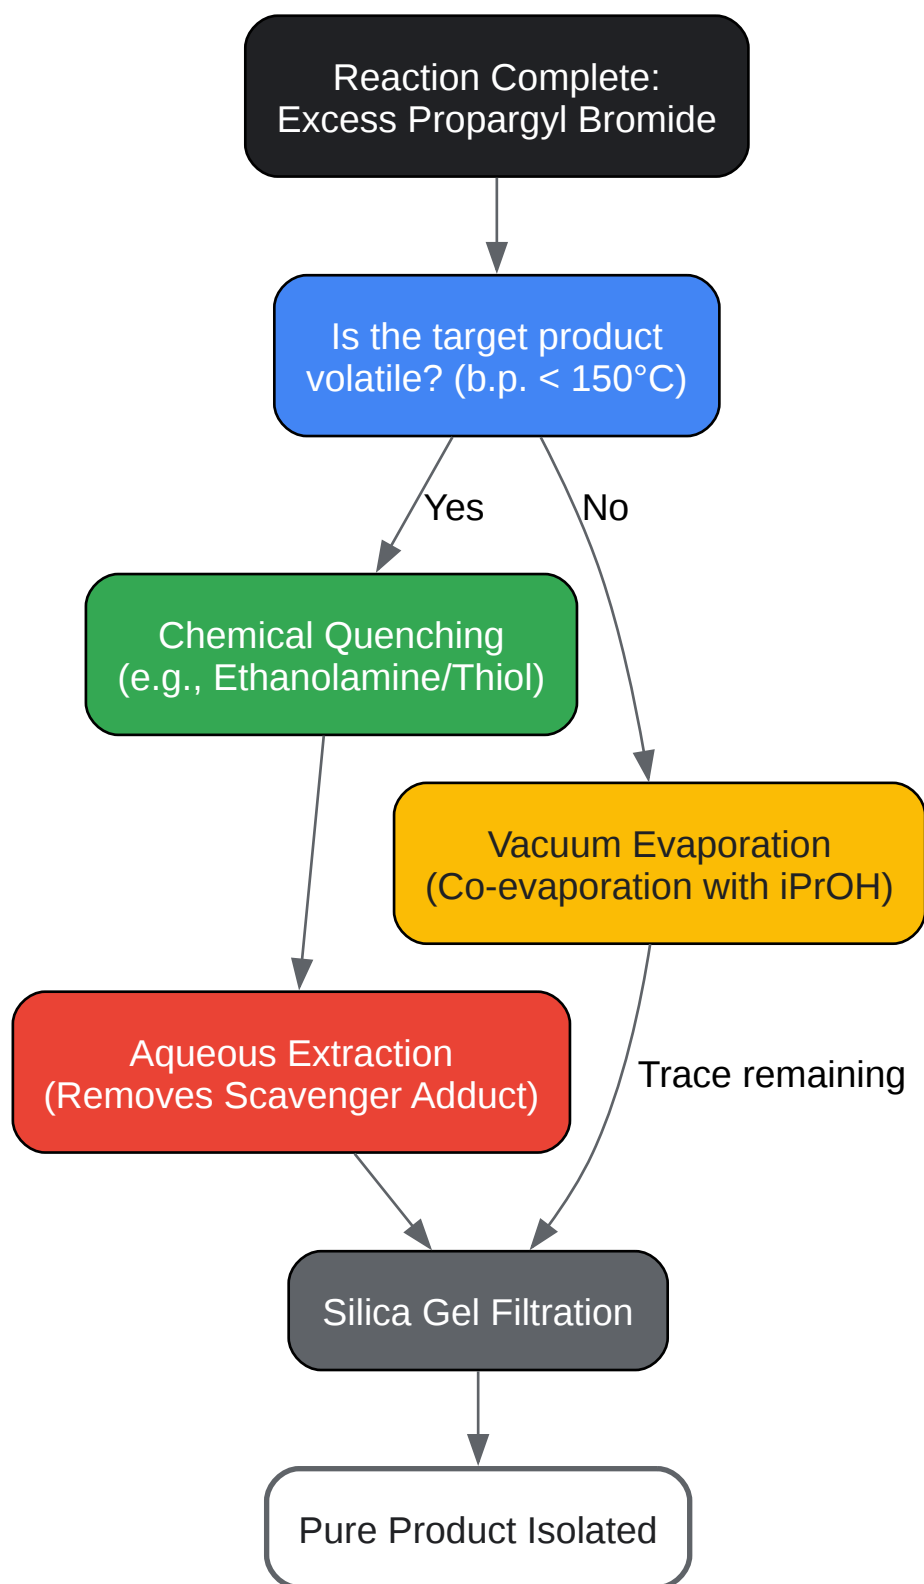 Reaction Complete:
Excess Propargyl Bromide
Is the target product
volatile? (b.p. < 150°C)
Yes
No
Chemical Quenching
(e.g., Ethanolamine/Thiol)
Vacuum Evaporation
(Co-evaporation with iPrOH)
Aqueous Extraction
(Removes Scavenger Adduct)
Trace remaining
Silica Gel Filtration
Pure Product Isolated